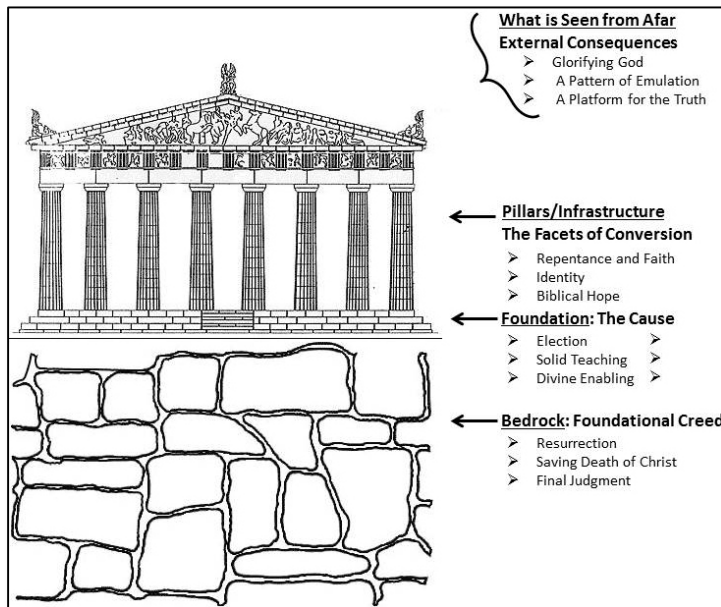 What is Seen from Afar
External Consequences
➢ Glorifying God
➢ A Pattern of Emulation
➢ A Platform for the Truth
Pillars/Infrastructure
The Facets of Conversion
➢ Repentance and Faith
➢ Identity
➢ Biblical Hope
Foundation: The Cause
➢ Election ➢
➢ Solid Teaching ➢
➢ Divine Enabling ➢
Bedrock: Foundational Creed
➢ Resurrection
➢ Saving Death of Christ
➢ Final Judgment